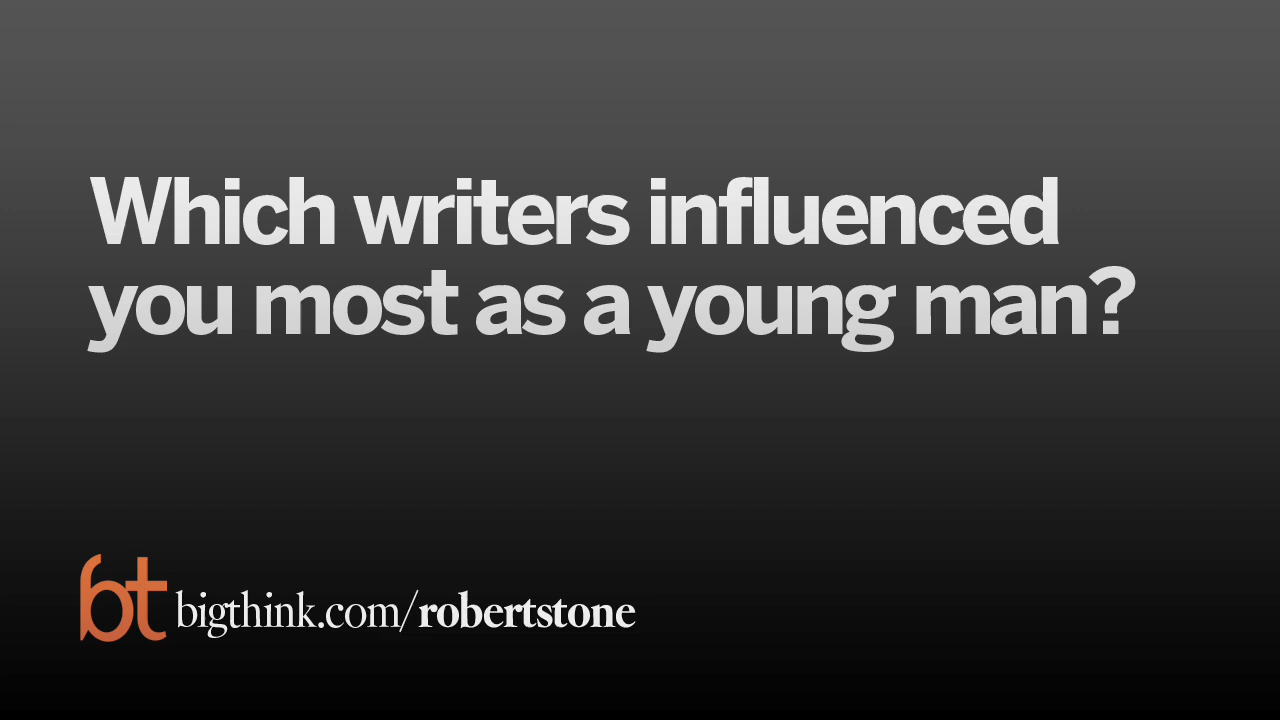 Which writers influenced
you most as a young man?
bt bigthink.com/robertstone